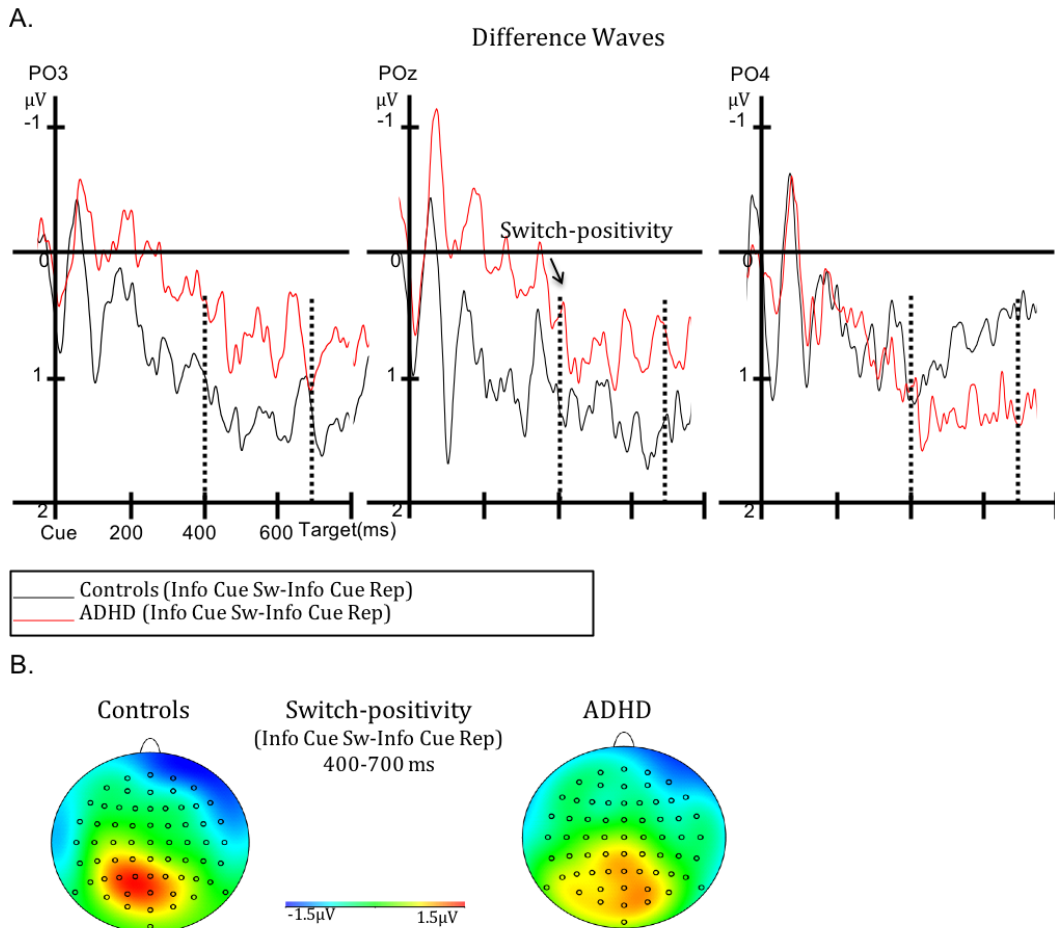 A.
Difference Waves
PO3
POz
PO4
µV
µV
µV
-1
-1
-1
Switch-positivity
0
0
0
1
1
1
2
2
2
Cue
200
400
600
Target(ms)
Controls (Info Cue Sw-Info Cue Rep)
ADHD (Info Cue Sw-Info Cue Rep)
B.
Controls
Switch-positivity
ADHD
(Info Cue Sw-Info Cue Rep)
400-700 ms
-1.5µV
1.5µV